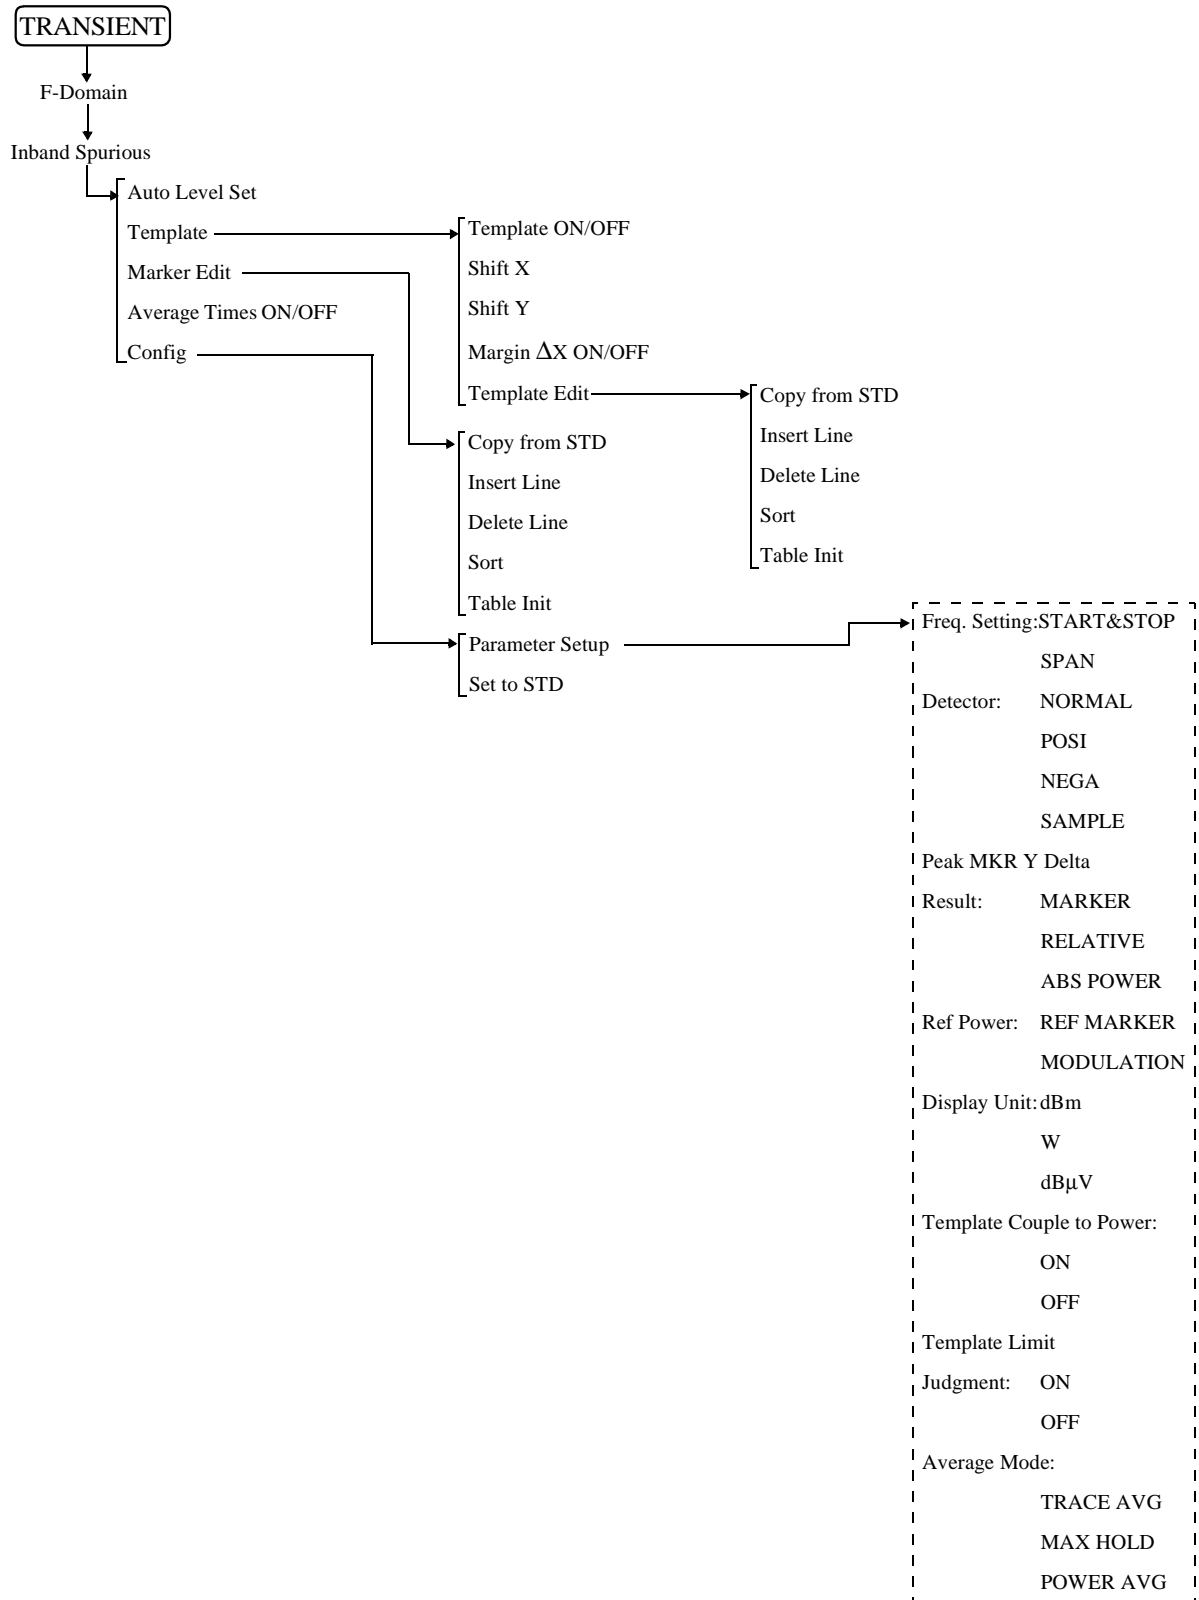 TRANSIENT
F-Domain
Inband Spurious
Auto Level Set
Template
Marker Edit
Average Times ON/OFF
Config
Template ON/OFF
Shift X
Shift Y
Margin ΔX ON/OFF
Template Edit
Copy from STD
Insert Line
Delete Line
Sort
Table Init
Copy from STD
Insert Line
Delete Line
Sort
Table Init
Parameter Setup
Set to STD
Freq. Setting:START&STOP
SPAN
Detector: NORMAL
POSI
NEGA
SAMPLE
Peak MKR Y Delta
Result: MARKER
RELATIVE
ABS POWER
Ref Power: REF MARKER
MODULATION
Display Unit:dBm
W
dBμV
Template Couple to Power:
ON
OFF
Template Limit
Judgment: ON
OFF
Average Mode:
TRACE AVG
MAX HOLD
POWER AVG